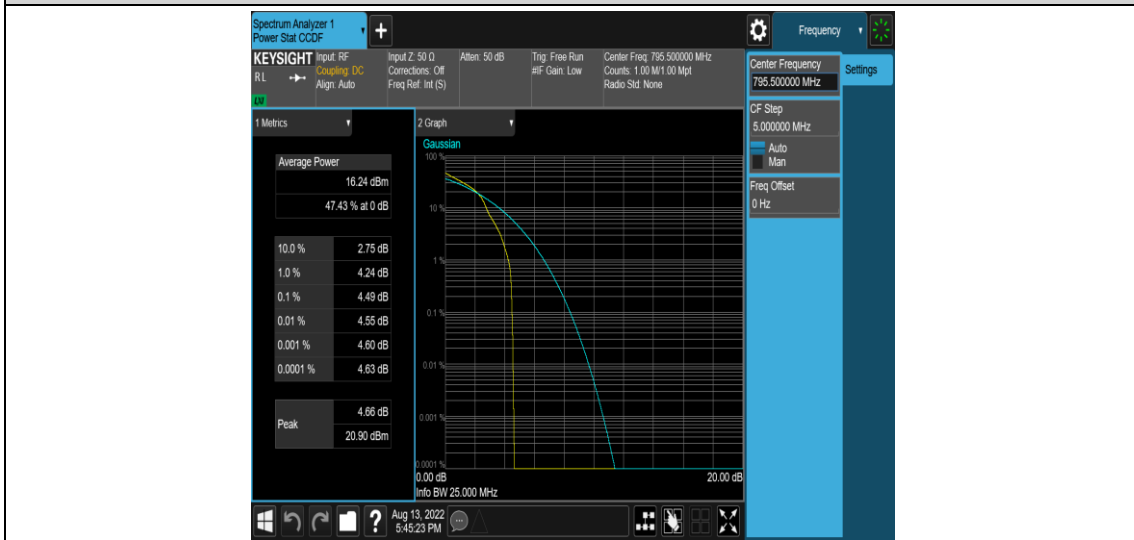 Spectrum Analyzer 1
Power Stat CCDF
+
Frequency
KEYSIGHT
RL
LXI
Input: RF
Coupling: DC
Align: Auto
Input Z: 50 Ω
Corrections: Off
Freq Ref: Int (S)
Atten: 50 dB
Trig: Free Run
#IF Gain: Low
Center Freq: 795.500000 MHz
Counts: 1.00 M/1.00 Mpt
Radio Std: None
Center Frequency
795.500000 MHz
Settings
CF Step
5.000000 MHz
Auto
Man
Freq Offset
0 Hz
1 Metrics
Average Power
16.24 dBm
47.43 % at 0 dB
10.0 % 2.75 dB
1.0 % 4.24 dB
0.1 % 4.49 dB
0.01 % 4.55 dB
0.001 % 4.60 dB
0.0001 % 4.63 dB
Peak 4.66 dB
20.90 dBm
2 Graph
Gaussian
100 %
10 %
1 %
0.1 %
0.01 %
0.001 %
0.0001 %
0.00 dB 20.00 dB
Info BW 25.000 MHz
?
Aug 13, 2022
5:45:23 PM